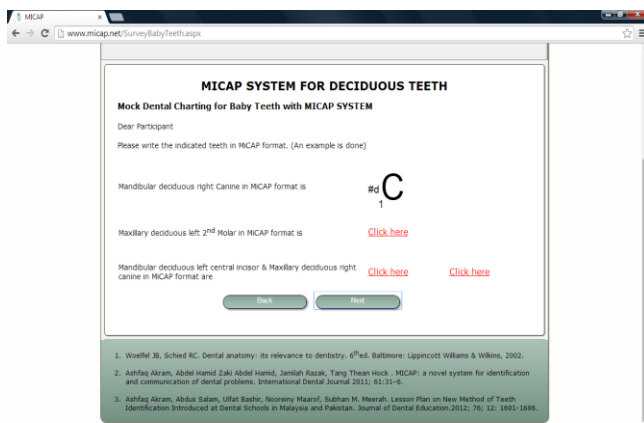 MICAP
www.micap.net/SurveyBabyTeeth.aspx
MICAP SYSTEM FOR DECIDUOUS TEETH
Mock Dental Charting for Baby Teeth with MICAP SYSTEM
Dear Participant
Please write the indicated teeth in MiCAP format. (An example is done)
Mandibular deciduous right Canine in MiCAP format is
#d C
1
Maxillary deciduous left 2nd Molar in MiCAP format is
Click here
Mandibular deciduous left central incisor & Maxillary deciduous right
canine in MiCAP format are
Click here
Click here
Back
Next
1. Woelfel JB, Schied RC. Dental anatomy: its relevance to dentistry. 6thed. Baltimore: Lippincott Williams & Wilkins, 2002.
2. Ashfaq Akram, Abdel Hamid Zaki Abdel Hamid, Jamilah Razak, Tang Thean Hock . MICAP: a novel system for identification
and communication of dental problems. International Dental Journal 2011; 61:31-6.
3. Ashfaq Akram, Abdus Salam, Ulfat Bashir, Nooreiny Maarof, Subhan M. Meerah. Lesson Plan on New Method of Teeth
Identification Introduced at Dental Schools in Malaysia and Pakistan. Journal of Dental Education.2012; 76; 12: 1691-1696.